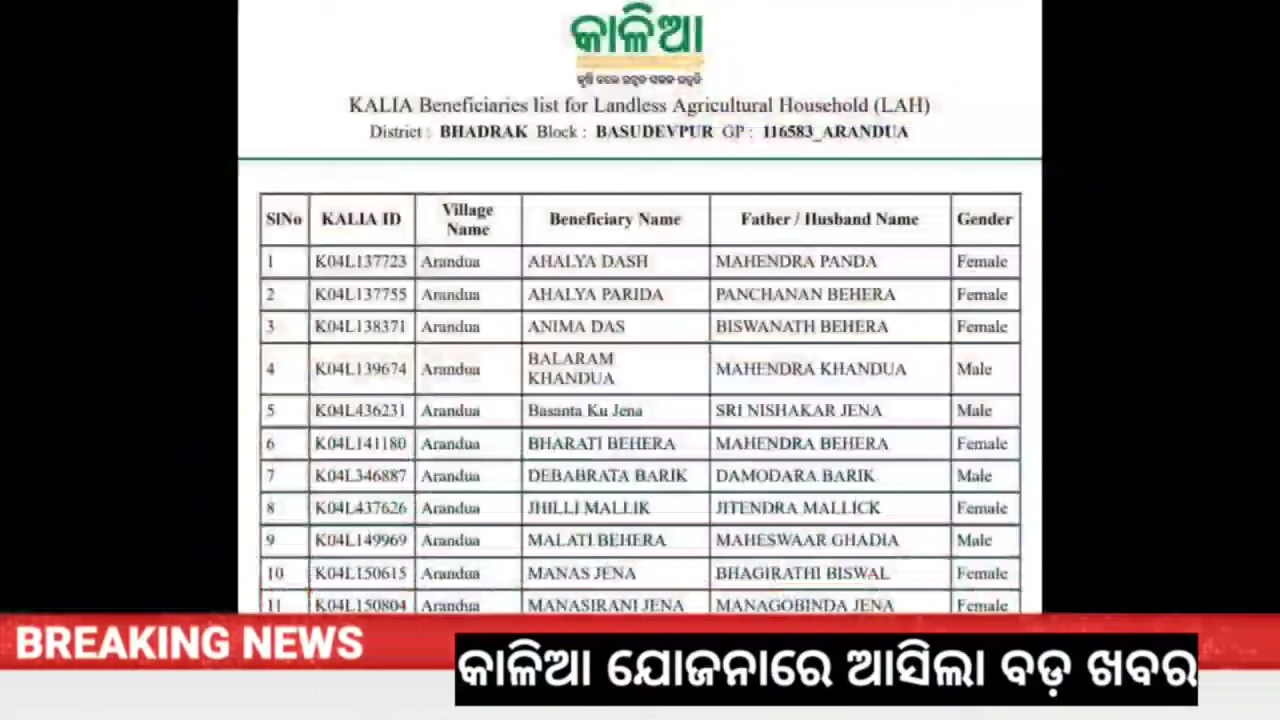 କାଳିଆ
KALIA Beneficiaries list for Landless Agricultural Household (LAH)
District : BHADRAK Block : BASUDEVPUR GP : 116583_ARANDUA
SlNo KALIA ID Village Name Beneficiary Name Father / Husband Name Gender
1 K04L137723 Arandua AHALYA DASH MAHENDRA PANDA Female
2 K04L137755 Arandua AHALYA PARIDA PANCHANAN BEHERA Female
3 K04L138371 Arandua ANIMA DAS BISWANATH BEHERA Female
4 K04L139674 Arandua BALARAM KHANDUA MAHENDRA KHANDUA Male
5 K04L436231 Arandua Basanta Ku Jena SRI NISHAKAR JENA Male
6 K04L141180 Arandua BHARATI BEHERA MAHENDRA BEHERA Female
7 K04L346887 Arandua DEBABRATA BARIK DAMODARA BARIK Male
8 K04L437626 Arandua JHILLI MALLIK JITENDRA MALLICK Female
9 K04L149969 Arandua MALATI BEHERA MAHESWAAR GHADIA Male
10 K04L150615 Arandua MANAS JENA BHAGIRATHI BISWAL Female
11 K04L150804 Arandua MANASIRANI JENA MANAGOBINDA JENA Female
BREAKING NEWS
କାଳିଆ ଯୋଜନାରେ ଆସିଲା ବଡ଼ ଖବର